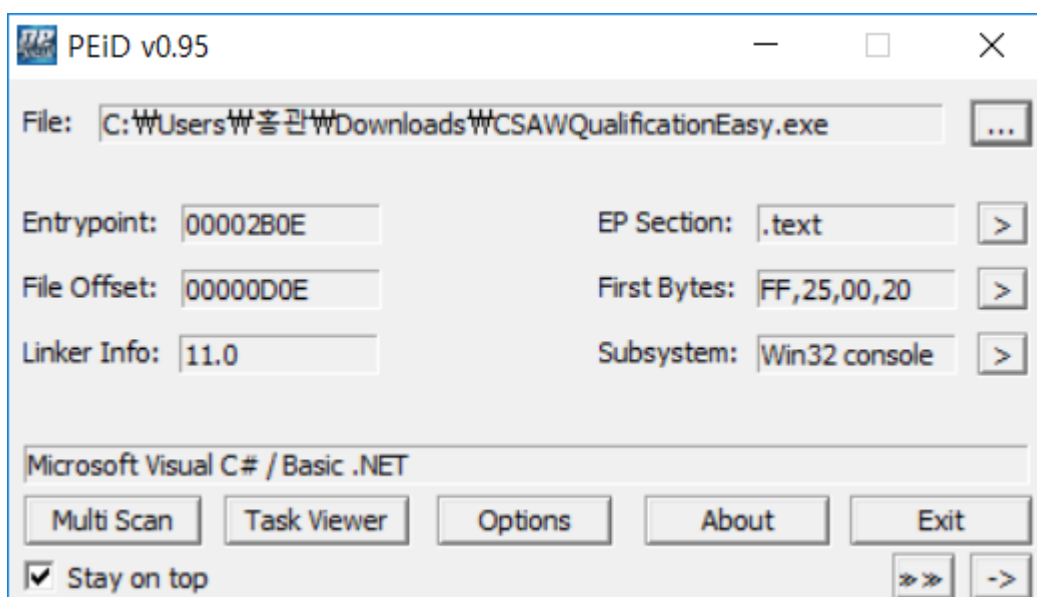 PEiD v0.95
File: C:₩Users₩홍관₩Downloads₩CSAWQualificationEasy.exe ...
Entrypoint: 00002B0E EP Section: .text >
File Offset: 00000D0E First Bytes: FF,25,00,20 >
Linker Info: 11.0 Subsystem: Win32 console >
Microsoft Visual C# / Basic .NET
Multi Scan Task Viewer Options About Exit
Stay on top >> >> ->